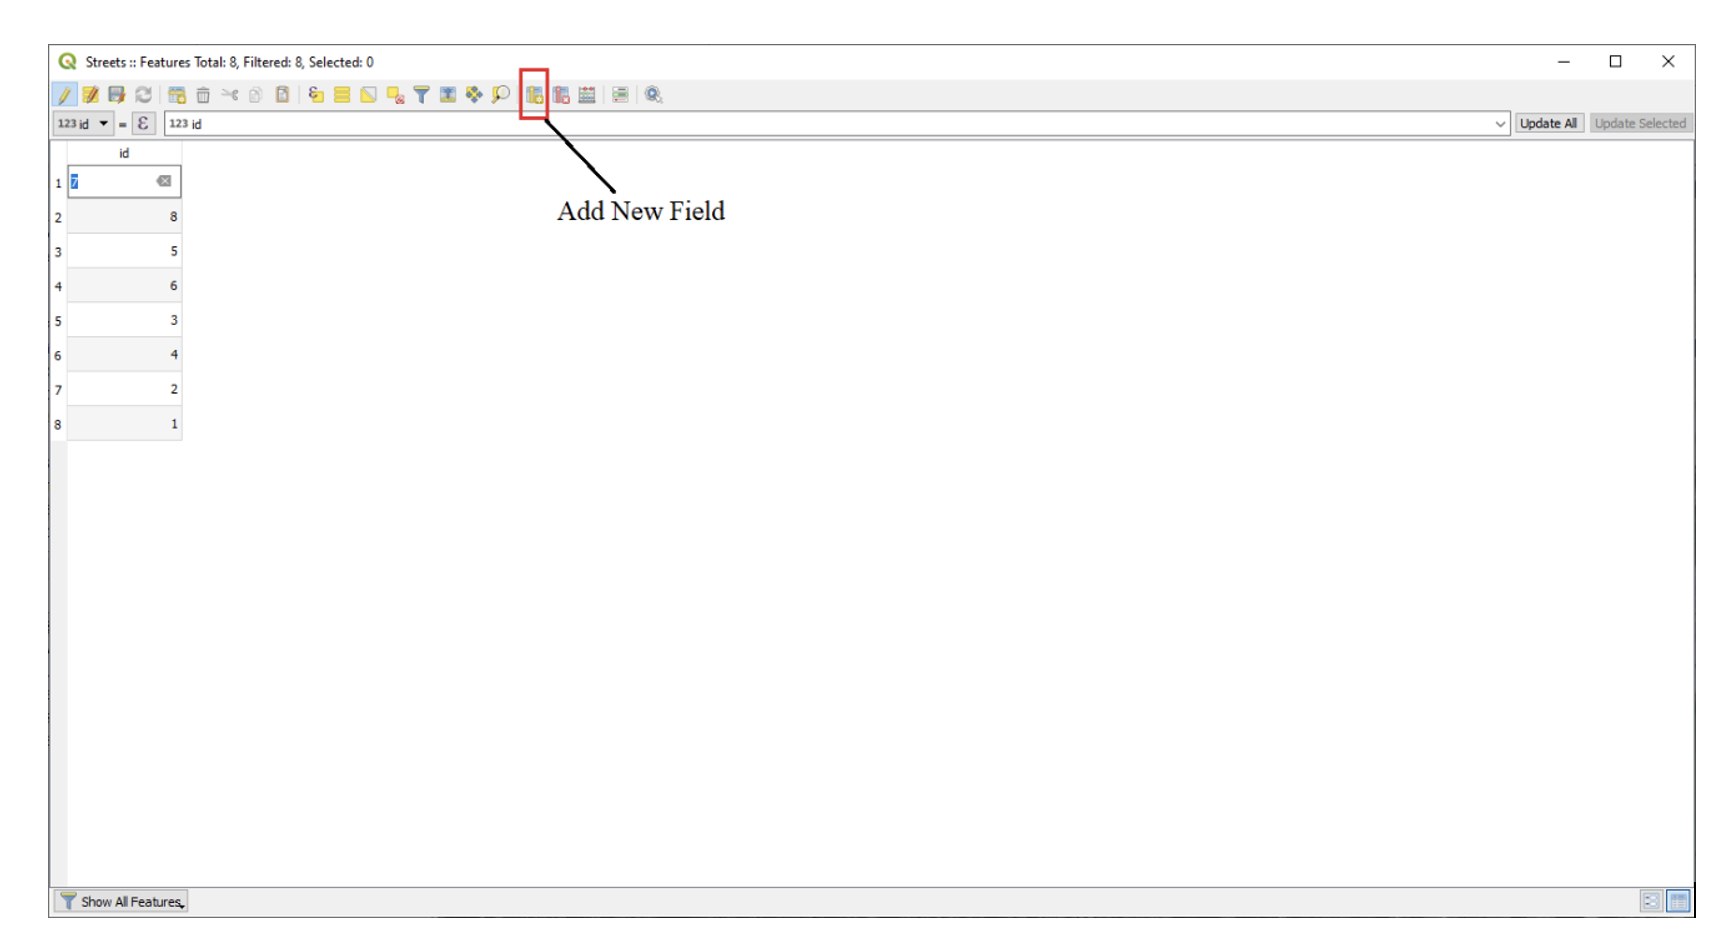 Streets :: Features Total: 8, Filtered: 8, Selected: 0
123 id = ε 123 id Update All Update Selected
id
1 7
2 8
Add New Field
3 5
4 6
5 3
6 4
7 2
8 1
Show All Features